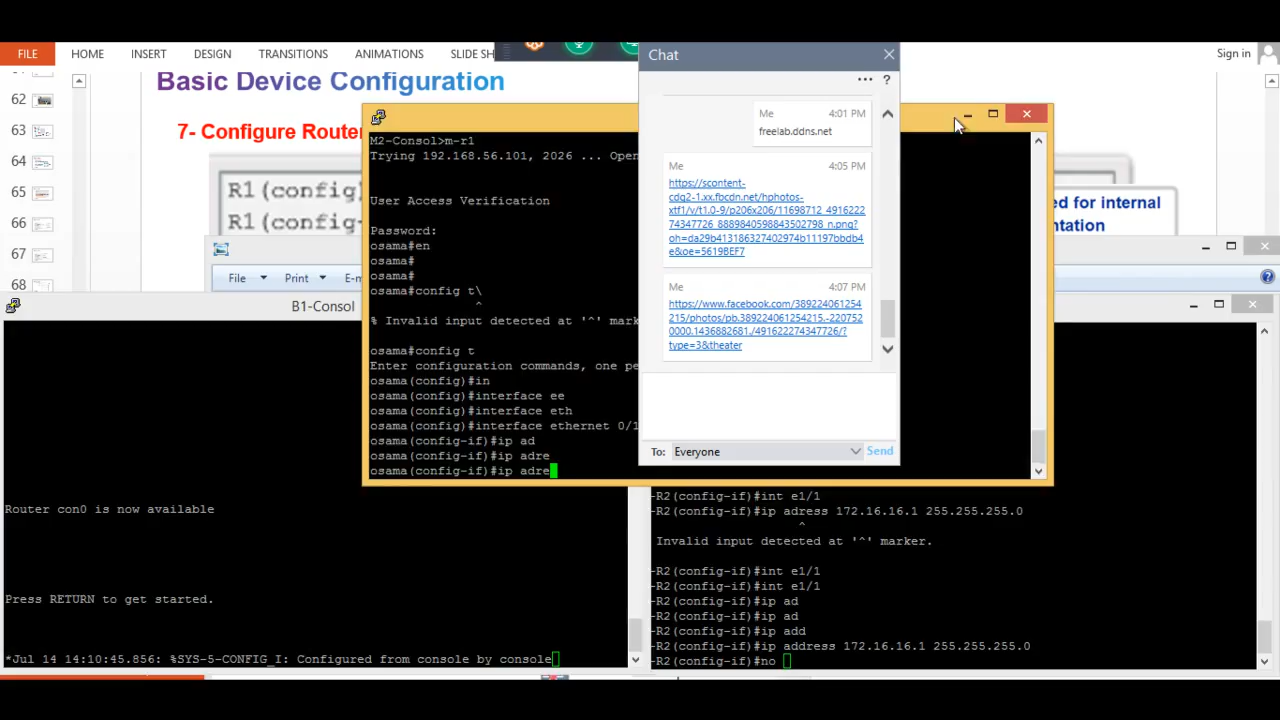 FILE HOME INSERT DESIGN TRANSITIONS ANIMATIONS SLIDE SH
Sign in
62
63
64
65
66
67
68
Basic Device Configuration
7- Configure Router
R1(config)
R1(config-
ed for internal
ntation
File Print E-m
M2-Consol>m-r1
Trying 192.168.56.101, 2026 ... Open
User Access Verification
Password:
osama#en
osama#
osama#
osama#config t\
^
% Invalid input detected at '^' mark
osama#config t
Enter configuration commands, one pe
osama(config)#in
osama(config)#interface ee
osama(config)#interface eth
osama(config)#interface ethernet 0/1
osama(config-if)#ip ad
osama(config-if)#ip adre
osama(config-if)#ip adre
Chat
... ?
Me 4:01 PM
freelab.ddns.net
Me 4:05 PM
https://scontent-
cdg2-1.xx.fbcdn.net/hphotos-
xtf1/v/t1.0-9/p206x206/11698712_4916222
74347726_8889840598843502798_n.png?
oh=da29b413186327402974b11197bbdb4
e&oe=5619BEF7
Me 4:07 PM
https://www.facebook.com/389224061254
215/photos/pb.389224061254215.-220752
0000.1436882681./491622274347726/?
type=3&theater
To: Everyone Send
B1-Consol
Router con0 is now available
Press RETURN to get started.
*Jul 14 14:10:45.856: %SYS-5-CONFIG_I: Configured from console by console
-R2(config-if)#int e1/1
-R2(config-if)#ip adress 172.16.16.1 255.255.255.0
^
Invalid input detected at '^' marker.
-R2(config-if)#int e1/1
-R2(config-if)#int e1/1
-R2(config-if)#ip ad
-R2(config-if)#ip ad
-R2(config-if)#ip add
-R2(config-if)#ip address 172.16.16.1 255.255.255.0
-R2(config-if)#no